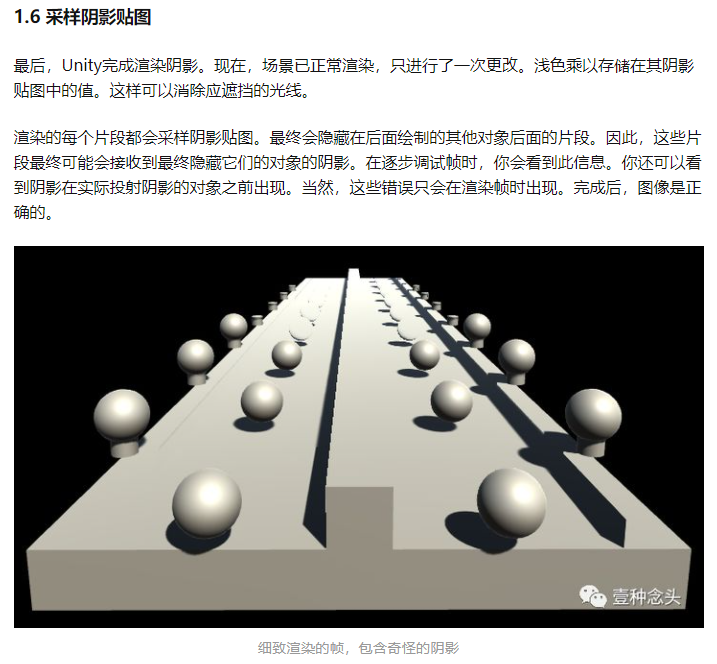 1.6 采样阴影贴图
最后，Unity完成渲染阴影。现在，场景已正常渲染，只进行了一次更改。浅色乘以存储在其阴影
贴图中的值。这样可以消除应遮挡的光线。
渲染的每个片段都会采样阴影贴图。最终会隐藏在后面绘制的其他对象后面的片段。因此，这些片
段最终可能会接收到最终隐藏它们的对象的阴影。在逐步调试帧时，你会看到此信息。你还可以看
到阴影在实际投射阴影的对象之前出现。当然，这些错误只会在渲染帧时出现。完成后，图像是正
确的。
壹种念头
细致渲染的帧，包含奇怪的阴影